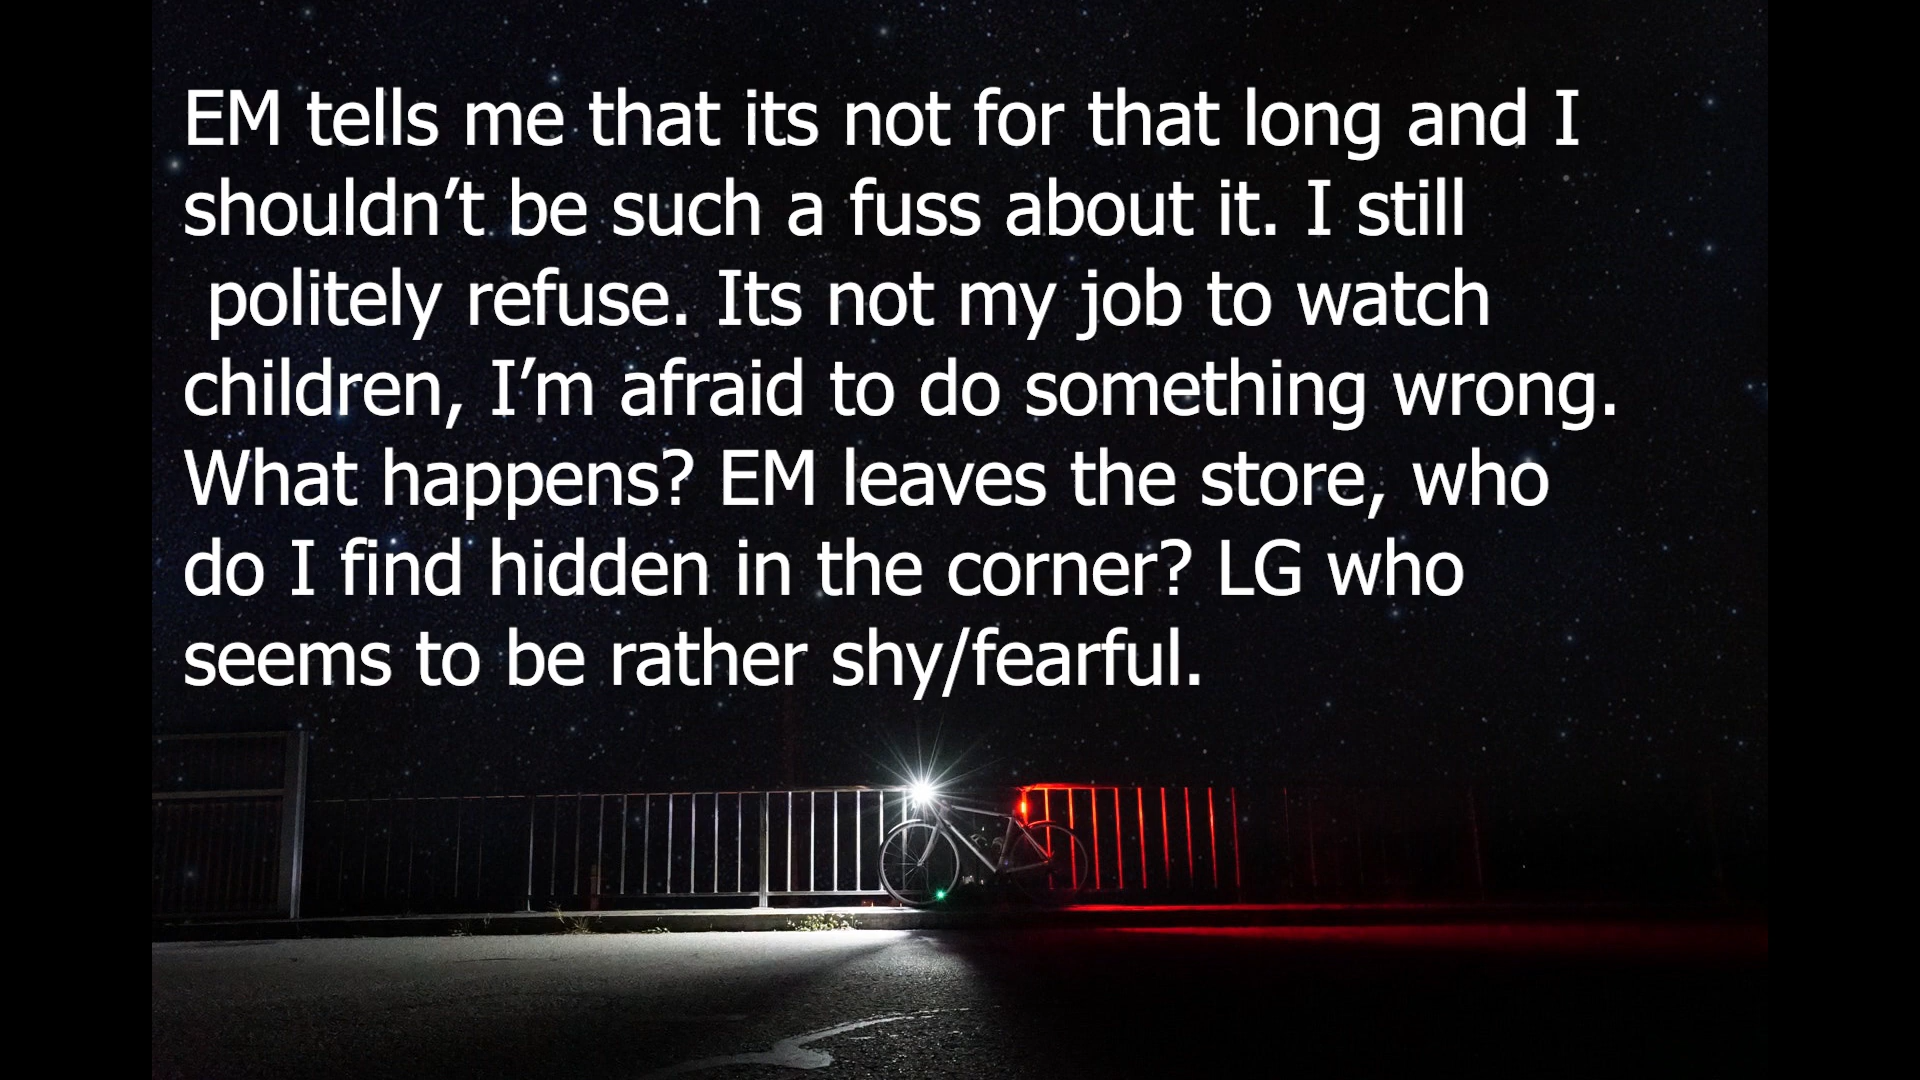 EM tells me that its not for that long and I
shouldn’t be such a fuss about it. I still
politely refuse. Its not my job to watch
children, I’m afraid to do something wrong.
What happens? EM leaves the store, who
do I find hidden in the corner? LG who
seems to be rather shy/fearful.